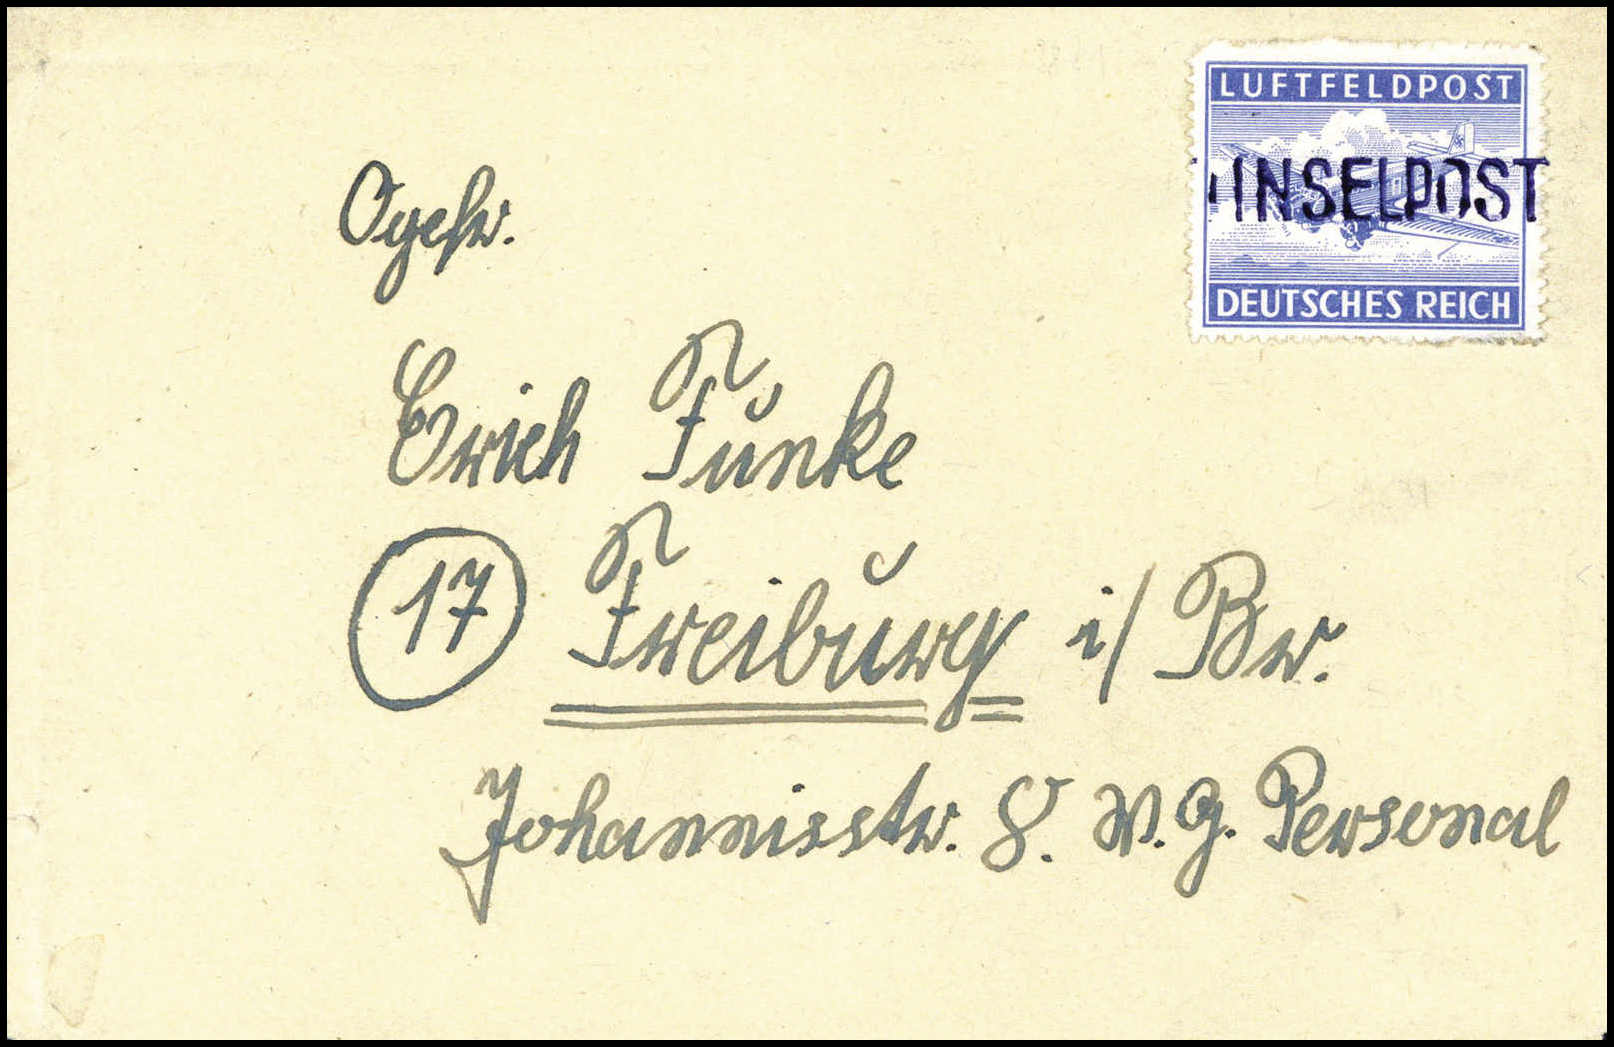 LUFTFELDPOST
INSELPOST
DEUTSCHES REICH
Ogefr.
Erich Funke
17 Freiburg i/ Br.
Johannisstr. 8. W. G. Personal